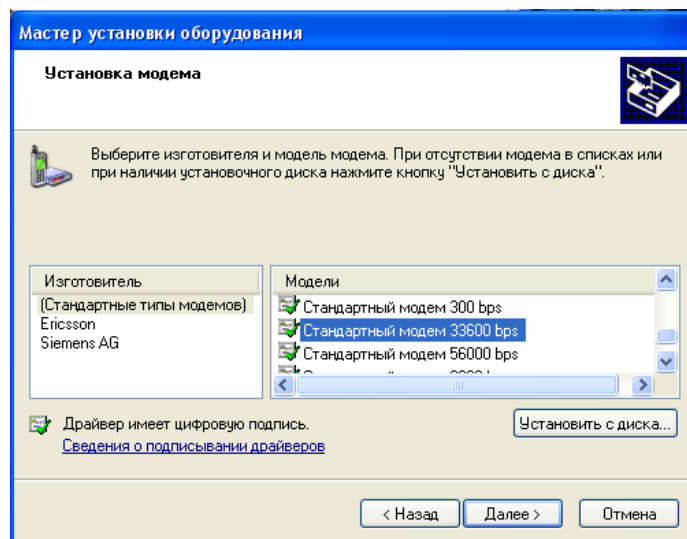 Мастер установки оборудования
Установка модема
Выберите изготовителя и модель модема. При отсутствии модема в списках или
при наличии установочного диска нажмите кнопку "Установить с диска".
Изготовитель
(Стандартные типы модемов)
Ericsson
Siemens AG
Модели
Стандартный модем 300 bps
Стандартный модем 33600 bps
Стандартный модем 56000 bps
Драйвер имеет цифровую подпись.
Сведения о подписывании драйверов
Установить с диска...
< Назад
Далее >
Отмена